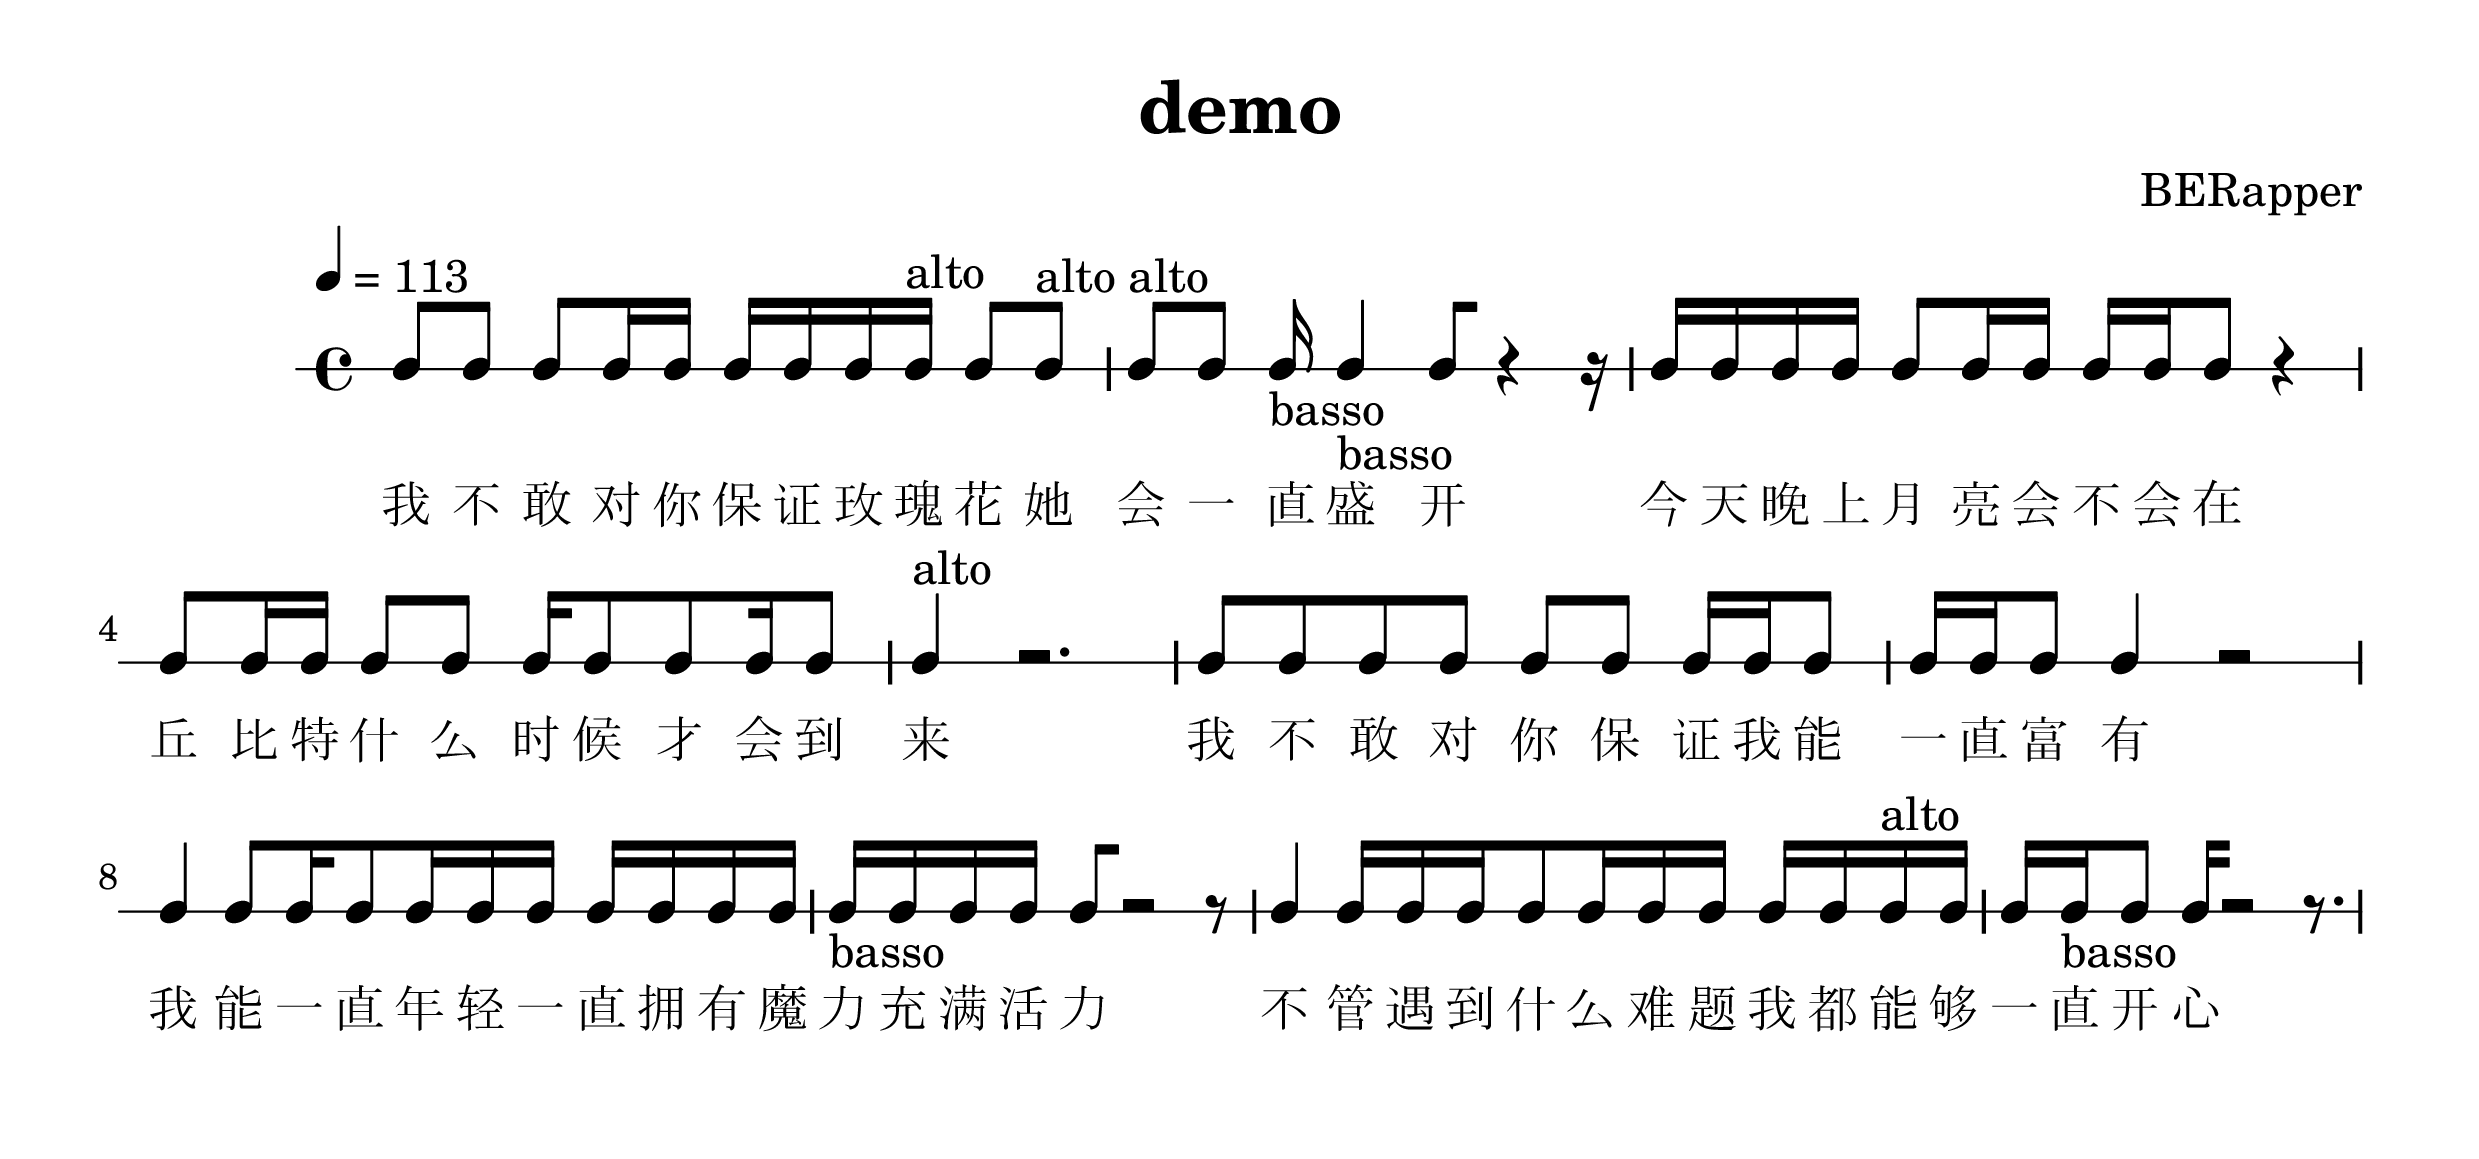 demo
BERapper
= 113
alto alto alto
basso
basso
我 不 敢 对 你 保 证 玫 瑰 花 她 会 一 直 盛 开 今 天 晚 上 月 亮 会 不 会 在
alto
4
丘 比 特 什 么 时 候 才 会 到 来 我 不 敢 对 你 保 证 我 能 一 直 富 有
alto
8
basso basso
我 能 一 直 年 轻 一 直 拥 有 魔 力 充 满 活 力 不 管 遇 到 什 么 难 题 我 都 能 够 一 直 开 心